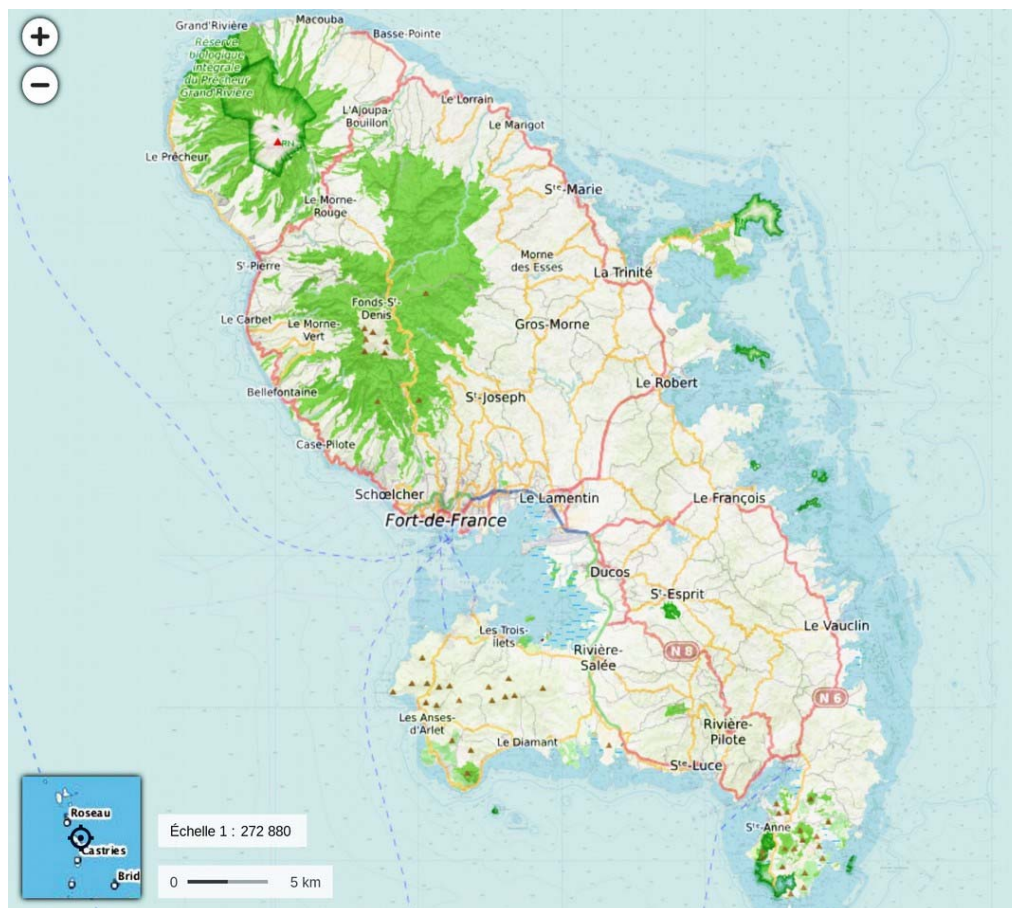 Macouba
Grand'Rivière
Basse-Pointe
Réserve
biologique
intégrale
du Prêcheur
Grand Rivière
Le Lorrain
L'Ajoupa-
Bouillon
Le Marigot
RN
Le Prêcheur
Sᵗᵉ-Marie
Le Morne-
Rouge
Morne
des Esses
Sᵗ-Pierre
La Trinité
Fonds-Sᵗ-
Denis
Le Carbet
Le Morne-
Vert
Gros-Morne
Le Robert
Bellefontaine
Sᵗ-Joseph
Case-Pilote
Schœlcher
Le Lamentin
Le François
Fort-de-France
Ducos
Sᵗ-Esprit
Le Vauclin
Les Trois-
Îlets
Rivière-
Salée
N 8
N 6
Les Anses-
d'Arlet
Rivière-
Pilote
Le Diamant
Sᵗᵉ-Luce
Sᵗᵉ-Anne
Roseau
Castries
Brid
Échelle 1 : 272 880
0 5 km